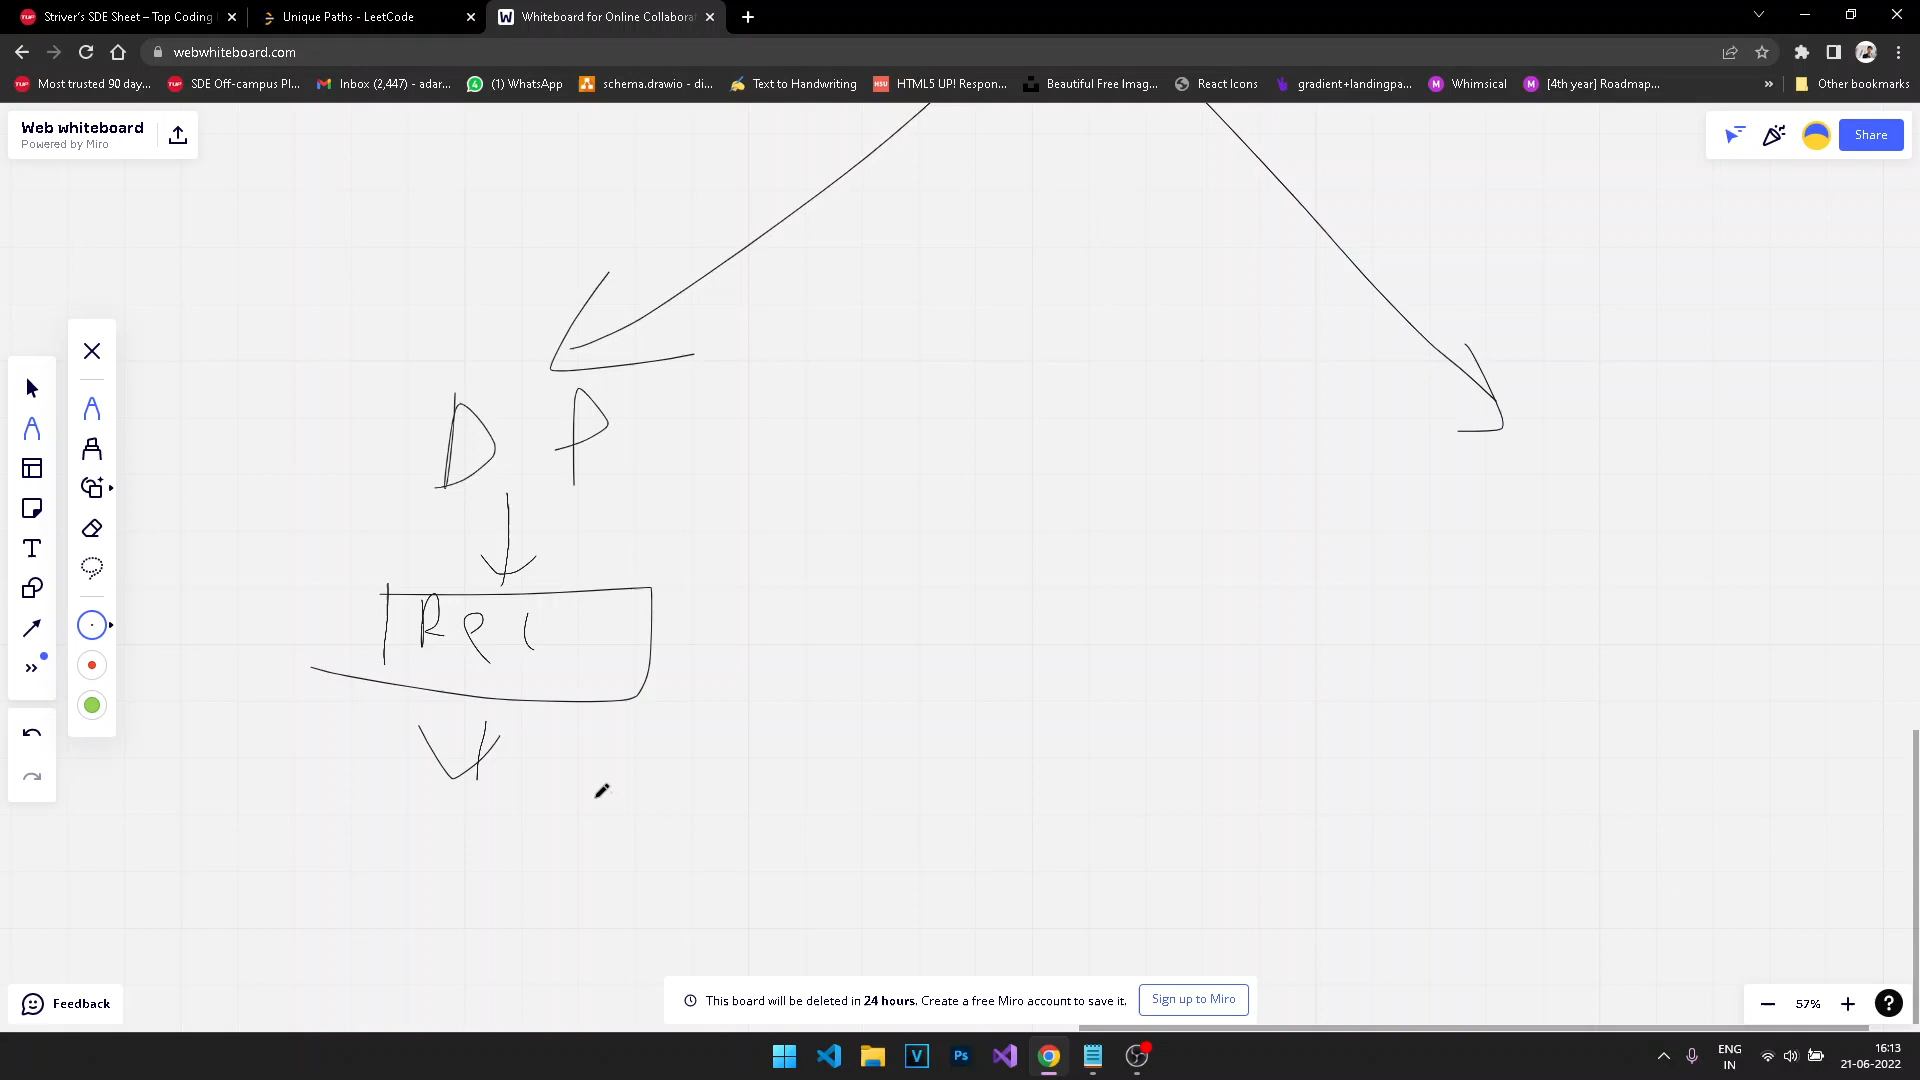 Striver's SDE Sheet – Top Coding
Unique Paths - LeetCode
Whiteboard for Online Collabora
webwhiteboard.com
Most trusted 90 day...
SDE Off-campus Pl...
Inbox (2,447) - adar...
(1) WhatsApp
schema.drawio - di...
Text to Handwriting
HTML5 UP! Respon...
Beautiful Free Imag...
React Icons
gradient+landingpa...
Whimsical
[4th year] Roadmap...
Other bookmarks
Web whiteboard
Powered by Miro
Share
D P
Feedback
This board will be deleted in 24 hours. Create a free Miro account to save it.
Sign up to Miro
57%
ENG
IN
16:13
21-06-2022